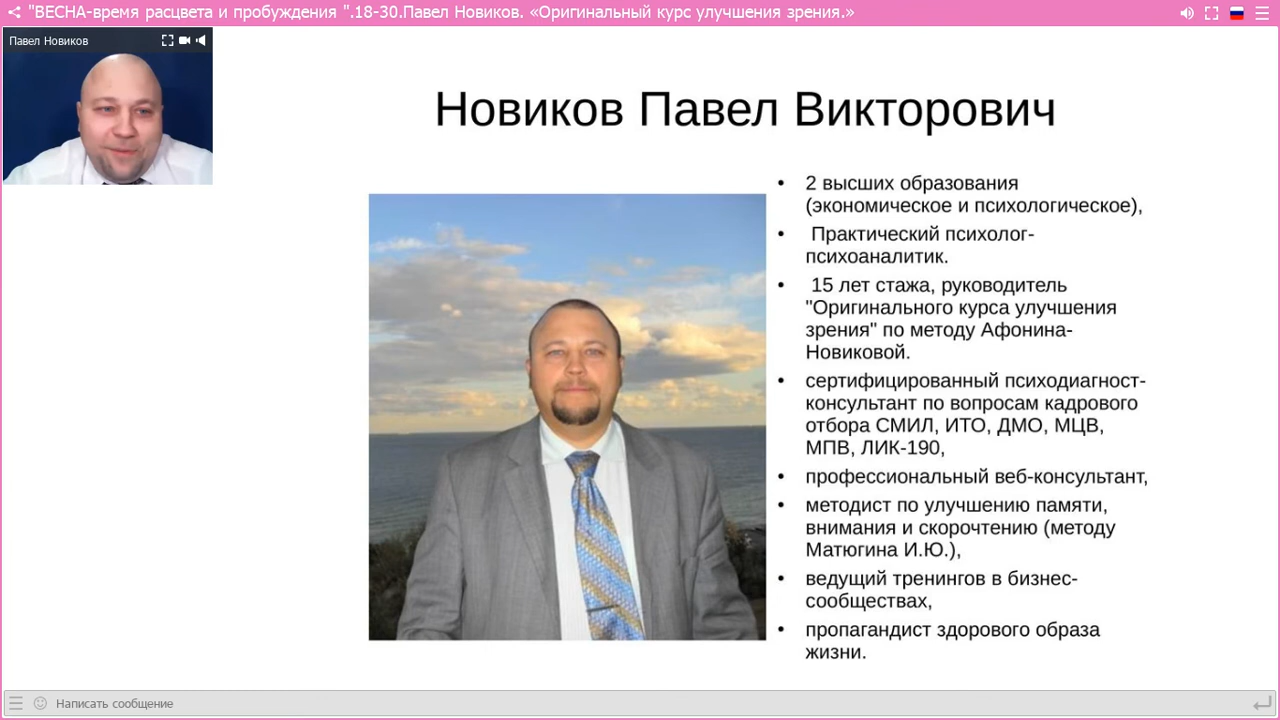 "ВЕСНА-время расцвета и пробуждения ".18-30.Павел Новиков. «Оригинальный курс улучшения зрения.»
Павел Новиков
Новиков Павел Викторович
• 2 высших образования
(экономическое и психологическое),
• Практический психолог-
психоаналитик.
• 15 лет стажа, руководитель
"Оригинального курса улучшения
зрения" по методу Афонина-
Новиковой.
• сертифицированный психодиагност-
консультант по вопросам кадрового
отбора СМИЛ, ИТО, ДМО, МЦВ,
МПВ, ЛИК-190,
• профессиональный веб-консультант,
• методист по улучшению памяти,
внимания и скорочтению (методу
Матюгина И.Ю.),
• ведущий тренингов в бизнес-
сообществах,
• пропагандист здорового образа
жизни.
Написать сообщение